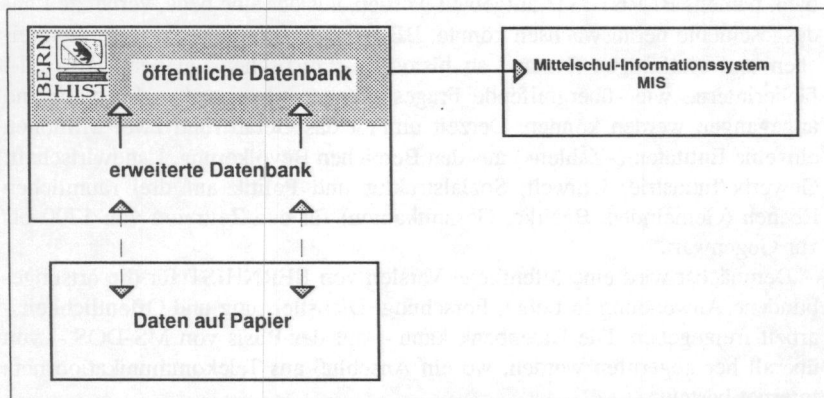 BERN
HIST
öffentliche Datenbank
Mittelschul-Informationssystem
MIS
erweiterte Datenbank
Daten auf Papier